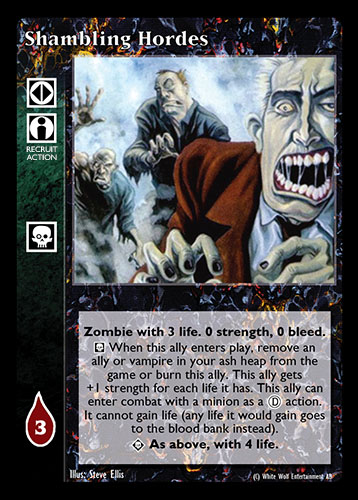 Shambling Hordes
RECRUIT
ACTION
Zombie with 3 life. 0 strength, 0 bleed.
When this ally enters play, remove an
ally or vampire in your ash heap from the
game or burn this ally. This ally gets
+1 strength for each life it has. This ally can
enter combat with a minion as a D action.
It cannot gain life (any life it would gain goes
to the blood bank instead).
As above, with 4 life.
3
Illus: Steve Ellis
(C) White Wolf Entertainment AB